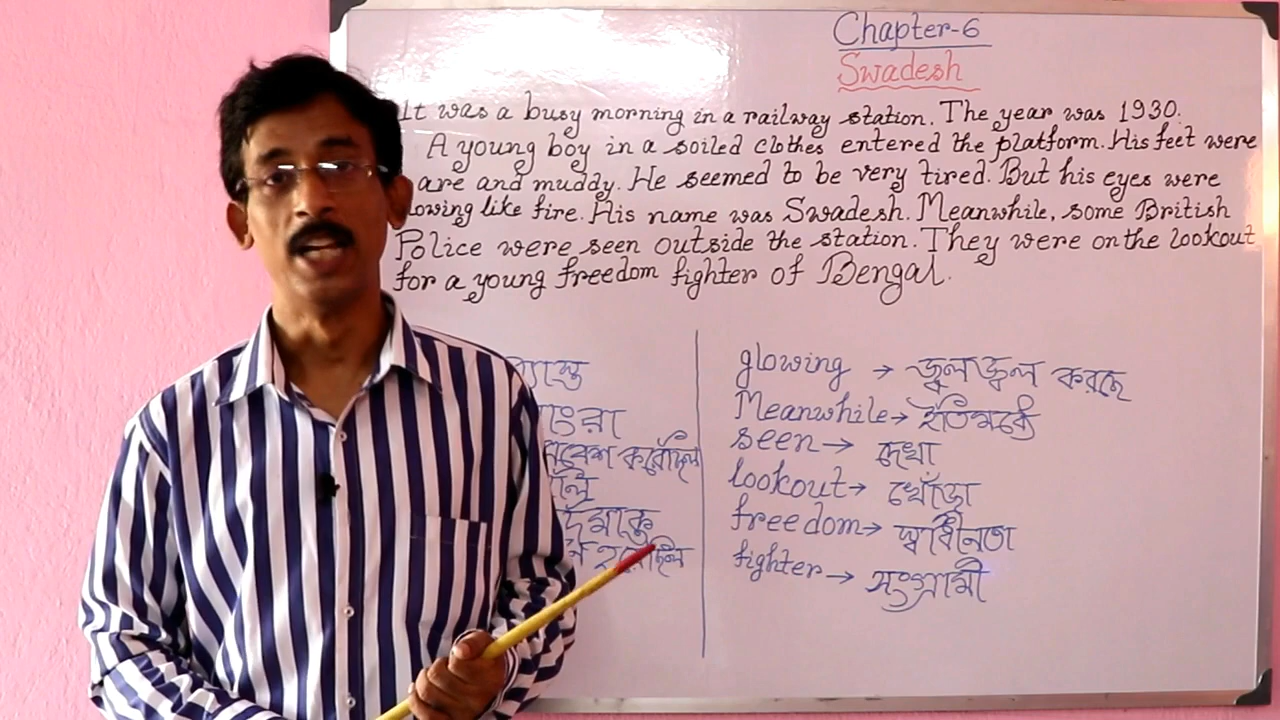 Chapter-6
Swadesh
It was a busy morning in a railway station. The year was 1930.
A young boy in a soiled clothes entered the platform. His feet were
are and muddy. He seemed to be very tired. But his eyes were
lowing like fire. His name was Swadesh. Meanwhile, some British
Police were seen outside the station. They were on the lookout
for a young freedom fighter of Bengal.
glowing → জ্বলজ্বল করছে
Meanwhile → ইতিমধ্যে
seen → দেখা
lookout → খোঁজা
freedom → স্বাধীনতা
fighter → সংগ্রামী